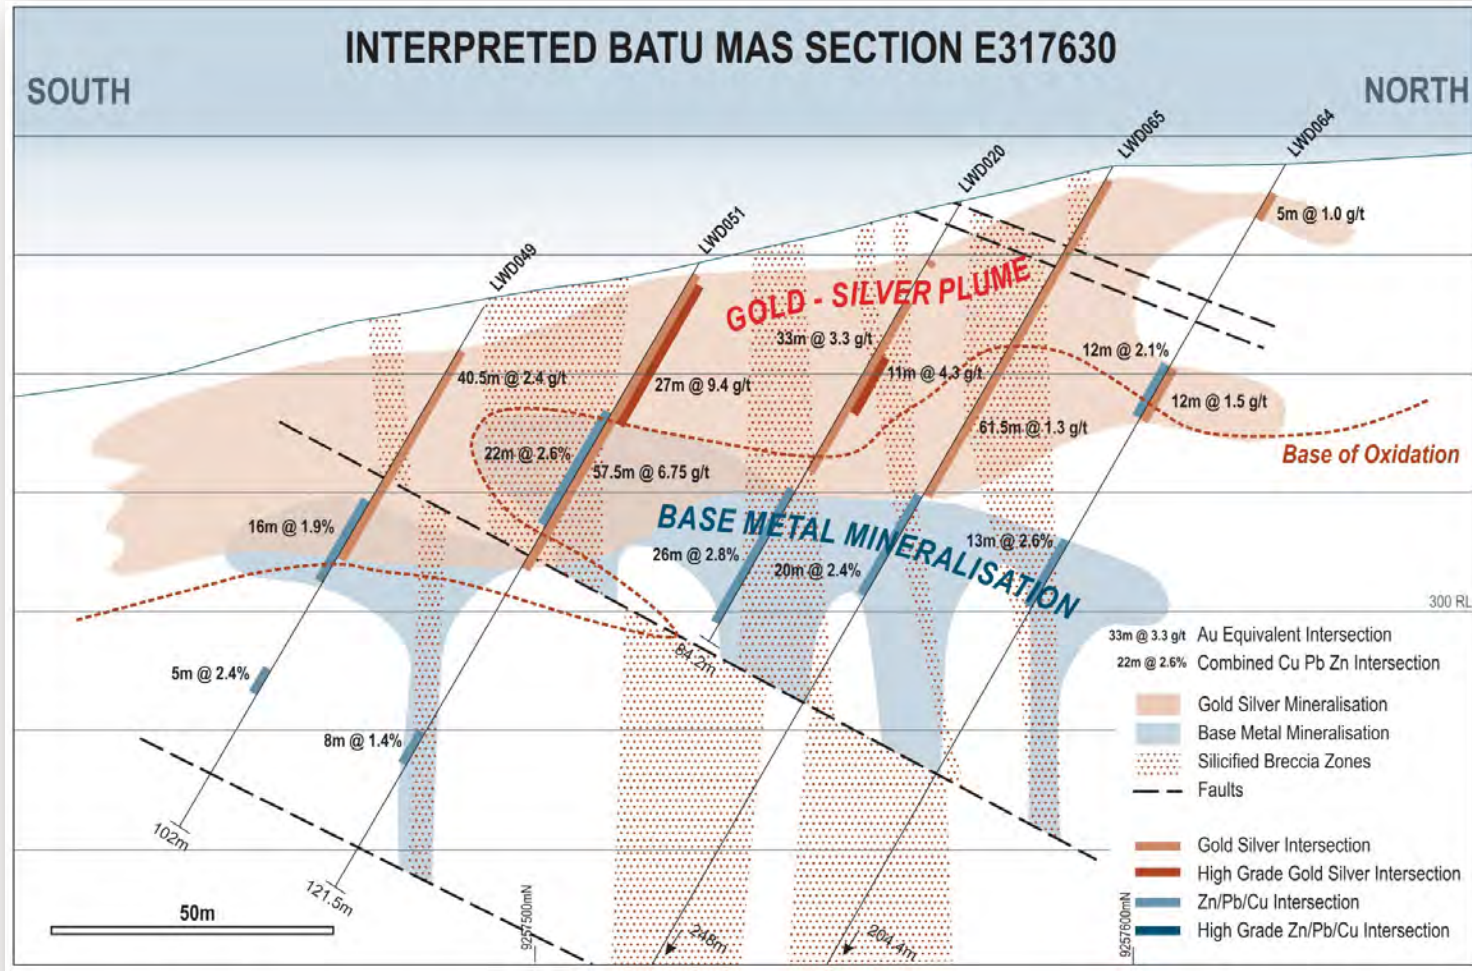 INTERPRETED BATU MAS SECTION E317630
SOUTH
NORTH
LWD049
LWD051
LWD020
LWD065
LWD064
5m @ 1.0 g/t
GOLD - SILVER PLUME
33m @ 3.3 g/t
11m @ 4.3 g/t
12m @ 2.1%
12m @ 1.5 g/t
40.5m @ 2.4 g/t
27m @ 9.4 g/t
61.5m @ 1.3 g/t
22m @ 2.6%
57.5m @ 6.75 g/t
Base of Oxidation
16m @ 1.9%
BASE METAL MINERALISATION
26m @ 2.8%
20m @ 2.4%
13m @ 2.6%
300 RL
5m @ 2.4%
8m @ 1.4%
84.2m
102m
121.5m
248m
204.4m
9257500mN
9257600mN
50m
33m @ 3.3 g/t Au Equivalent Intersection
22m @ 2.6% Combined Cu Pb Zn Intersection
Gold Silver Mineralisation
Base Metal Mineralisation
Silicified Breccia Zones
Faults
Gold Silver Intersection
High Grade Gold Silver Intersection
Zn/Pb/Cu Intersection
High Grade Zn/Pb/Cu Intersection